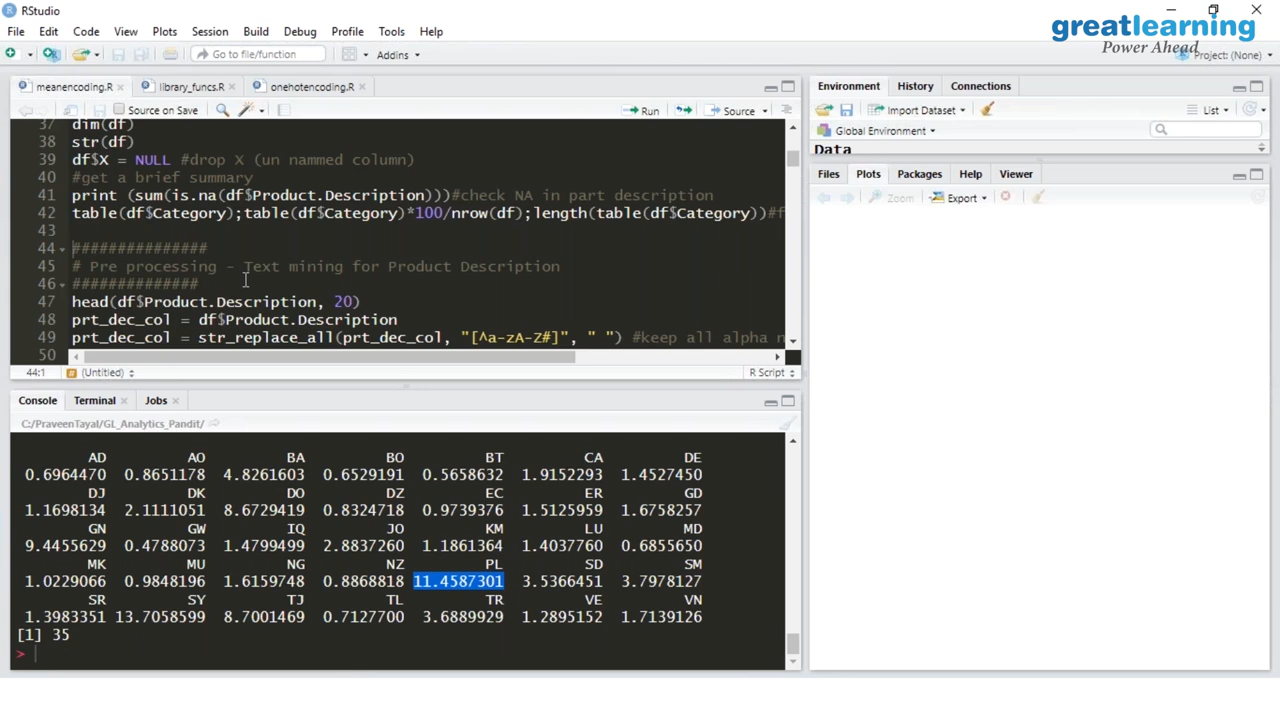 RStudio
greatlearning
Power Ahead
File Edit Code View Plots Session Build Debug Profile Tools Help
Go to file/function Addins Project: (None)
meanencoding.R library_funcs.R onehotencoding.R
Source on Save Run Source
37 dim(df)
38 str(df)
39 df$X = NULL #drop X (un nammed column)
40 #get a brief summary
41 print (sum(is.na(df$Product.Description)))#check NA in part description
42 table(df$Category);table(df$Category)*100/nrow(df);length(table(df$Category))#f
43
44 ###############
45 # Pre processing - Text mining for Product Description
46 ##############
47 head(df$Product.Description, 20)
48 prt_dec_col = df$Product.Description
49 prt_dec_col = str_replace_all(prt_dec_col, "[^a-zA-Z#]", " ") #keep all alpha n
50
44:1 # (Untitled) R Script
Console Terminal Jobs
C:/PraveenTayal/GL_Analytics_Pandit/
AD AO BA BO BT CA DE
0.6964470 0.8651178 4.8261603 0.6529191 0.5658632 1.9152293 1.4527450
DJ DK DO DZ EC ER GD
1.1698134 2.1111051 8.6729419 0.8324718 0.9739376 1.5125959 1.6758257
GN GW IQ JO KM LU MD
9.4455629 0.4788073 1.4799499 2.8837260 1.1861364 1.4037760 0.6855650
MK MU NG NZ PL SD SM
1.0229066 0.9848196 1.6159748 0.8868818 11.4587301 3.5366451 3.7978127
SR SY TJ TL TR VE VN
1.3983351 13.7058599 8.7001469 0.7127700 3.6889929 1.2895152 1.7139126
[1] 35
>
Environment History Connections
Import Dataset List
Global Environment
Data
Files Plots Packages Help Viewer
Zoom Export